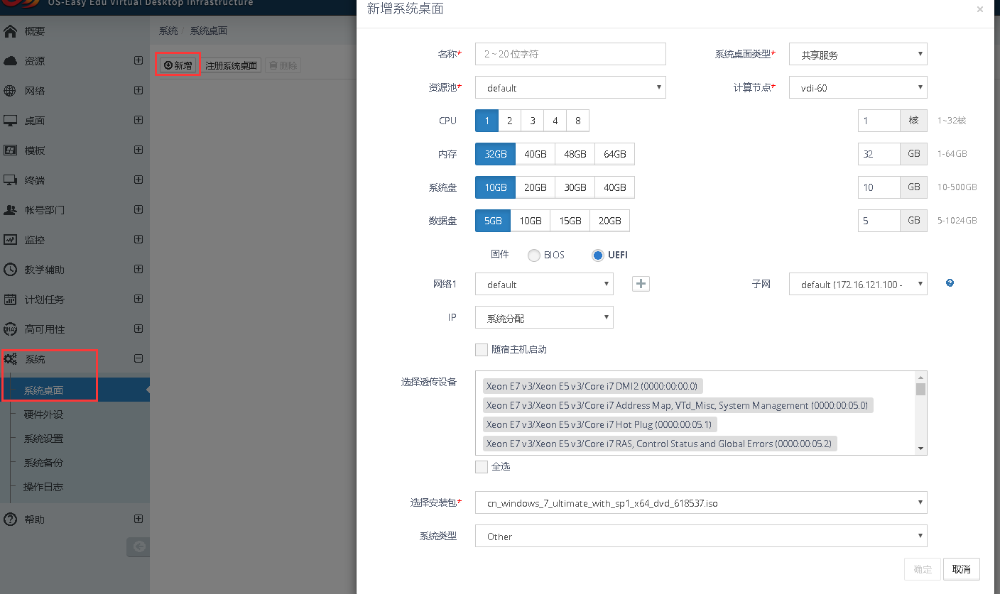 OS-Easy Edu Virtual Desktop Infrastructure
概要
资源
网络
桌面
模板
终端
帐号部门
监控
教学辅助
计划任务
高可用性
系统
系统桌面
硬件外设
系统设置
系统备份
操作日志
帮助
系统 / 系统桌面
新增 注册系统桌面 删除
新增系统桌面 ×
名称* 2 ~ 20 位字符 系统桌面类型* 共享服务
资源池* default 计算节点* vdi-60
CPU 1 2 3 4 8 1 核 1~32核
内存 32GB 40GB 48GB 64GB 32 GB 1-64GB
系统盘 10GB 20GB 30GB 40GB 10 GB 10-500GB
数据盘 5GB 10GB 15GB 20GB 5 GB 5-1024GB
固件 BIOS UEFI
网络1 default 子网 default (172.16.121.100 -
IP 系统分配
随宿主机启动
选择透传设备
Xeon E7 v3/Xeon E5 v3/Core i7 DMI2 (0000:00:00.0)
Xeon E7 v3/Xeon E5 v3/Core i7 Address Map, VTd_Misc, System Management (0000:00:05.0)
Xeon E7 v3/Xeon E5 v3/Core i7 Hot Plug (0000:00:05.1)
Xeon E7 v3/Xeon E5 v3/Core i7 RAS, Control Status and Global Errors (0000:00:05.2)
全选
选择安装包* cn_windows_7_ultimate_with_sp1_x64_dvd_618537.iso
系统类型 Other
确定 取消